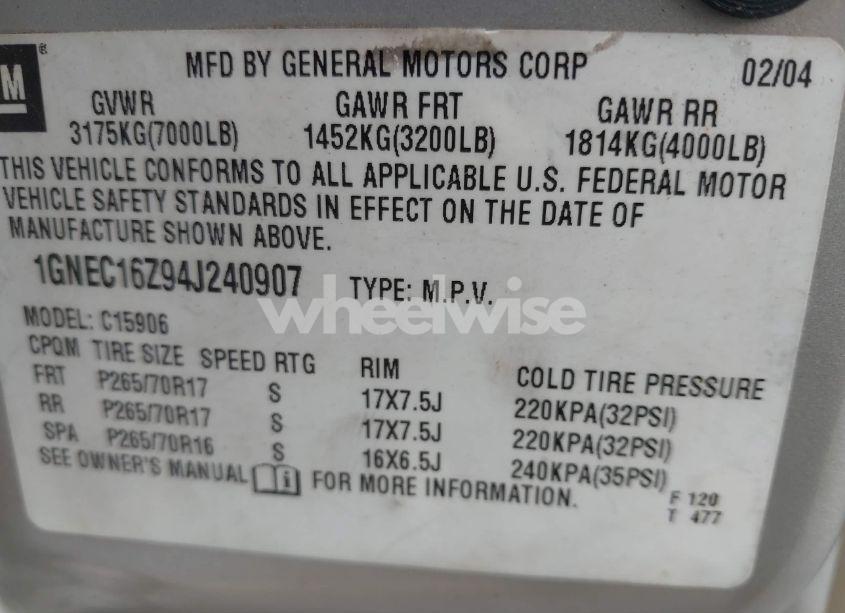 M®
MFD BY GENERAL MOTORS CORP 02/04
GVWR GAWR FRT GAWR RR
3175KG(7000LB) 1452KG(3200LB) 1814KG(4000LB)
THIS VEHICLE CONFORMS TO ALL APPLICABLE U.S. FEDERAL MOTOR
VEHICLE SAFETY STANDARDS IN EFFECT ON THE DATE OF
MANUFACTURE SHOWN ABOVE.
1GNEC16Z94J240907 TYPE: M.P.V.
wheelwise
MODEL: C15906
CPQM TIRE SIZE SPEED RTG RIM COLD TIRE PRESSURE
FRT P265/70R17 S 17X7.5J 220KPA(32PSI)
RR P265/70R17 S 17X7.5J 220KPA(32PSI)
SPA P265/70R16 S 16X6.5J 240KPA(35PSI)
SEE OWNER'S MANUAL i FOR MORE INFORMATION.
F 120
T 477